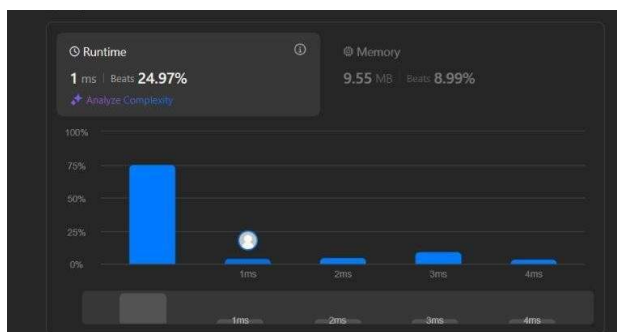 Runtime
1 ms | Beats 24.97%
Analyze Complexity
Memory
9.55 MB | Beats 8.99%
100%
75%
50%
25%
0%
1ms 2ms 3ms 4ms
1ms 2ms 3ms 4ms